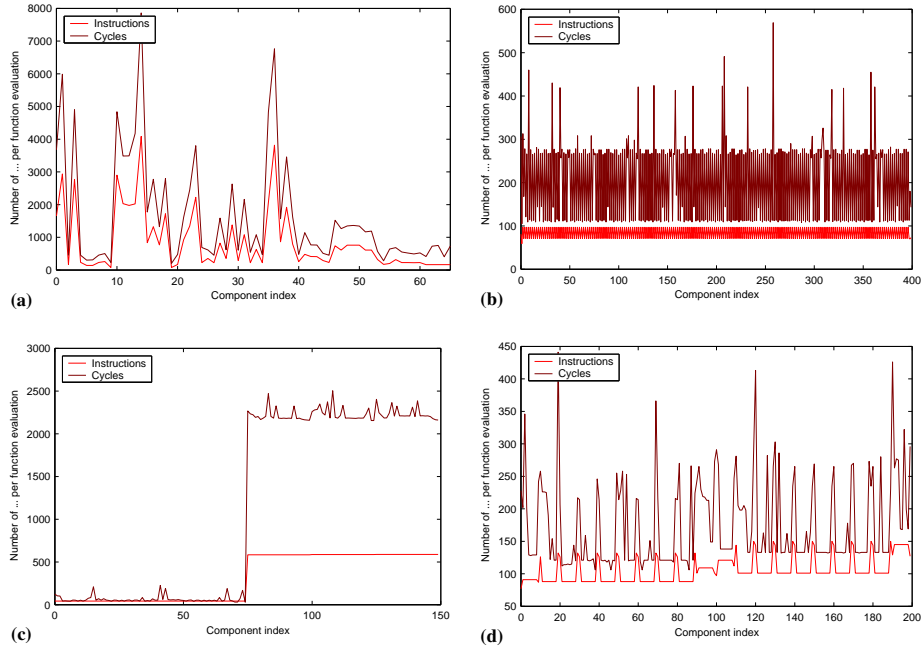 8000
7000
6000
5000
4000
3000
2000
1000
0
0 10 20 30 40 50 60
Number of ... per function evaluation
Component index
Instructions
Cycles
(a)
600
500
400
300
200
100
0
0 50 100 150 200 250 300 350 400
Number of ... per function evaluation
Component index
Instructions
Cycles
(b)
3000
2500
2000
1500
1000
500
0
0 50 100 150
Number of ... per function evaluation
Component index
Instructions
Cycles
(c)
450
400
350
300
250
200
150
100
50
0 20 40 60 80 100 120 140 160 180 200
Number of ... per function evaluation
Component index
Instructions
Cycles
(d)